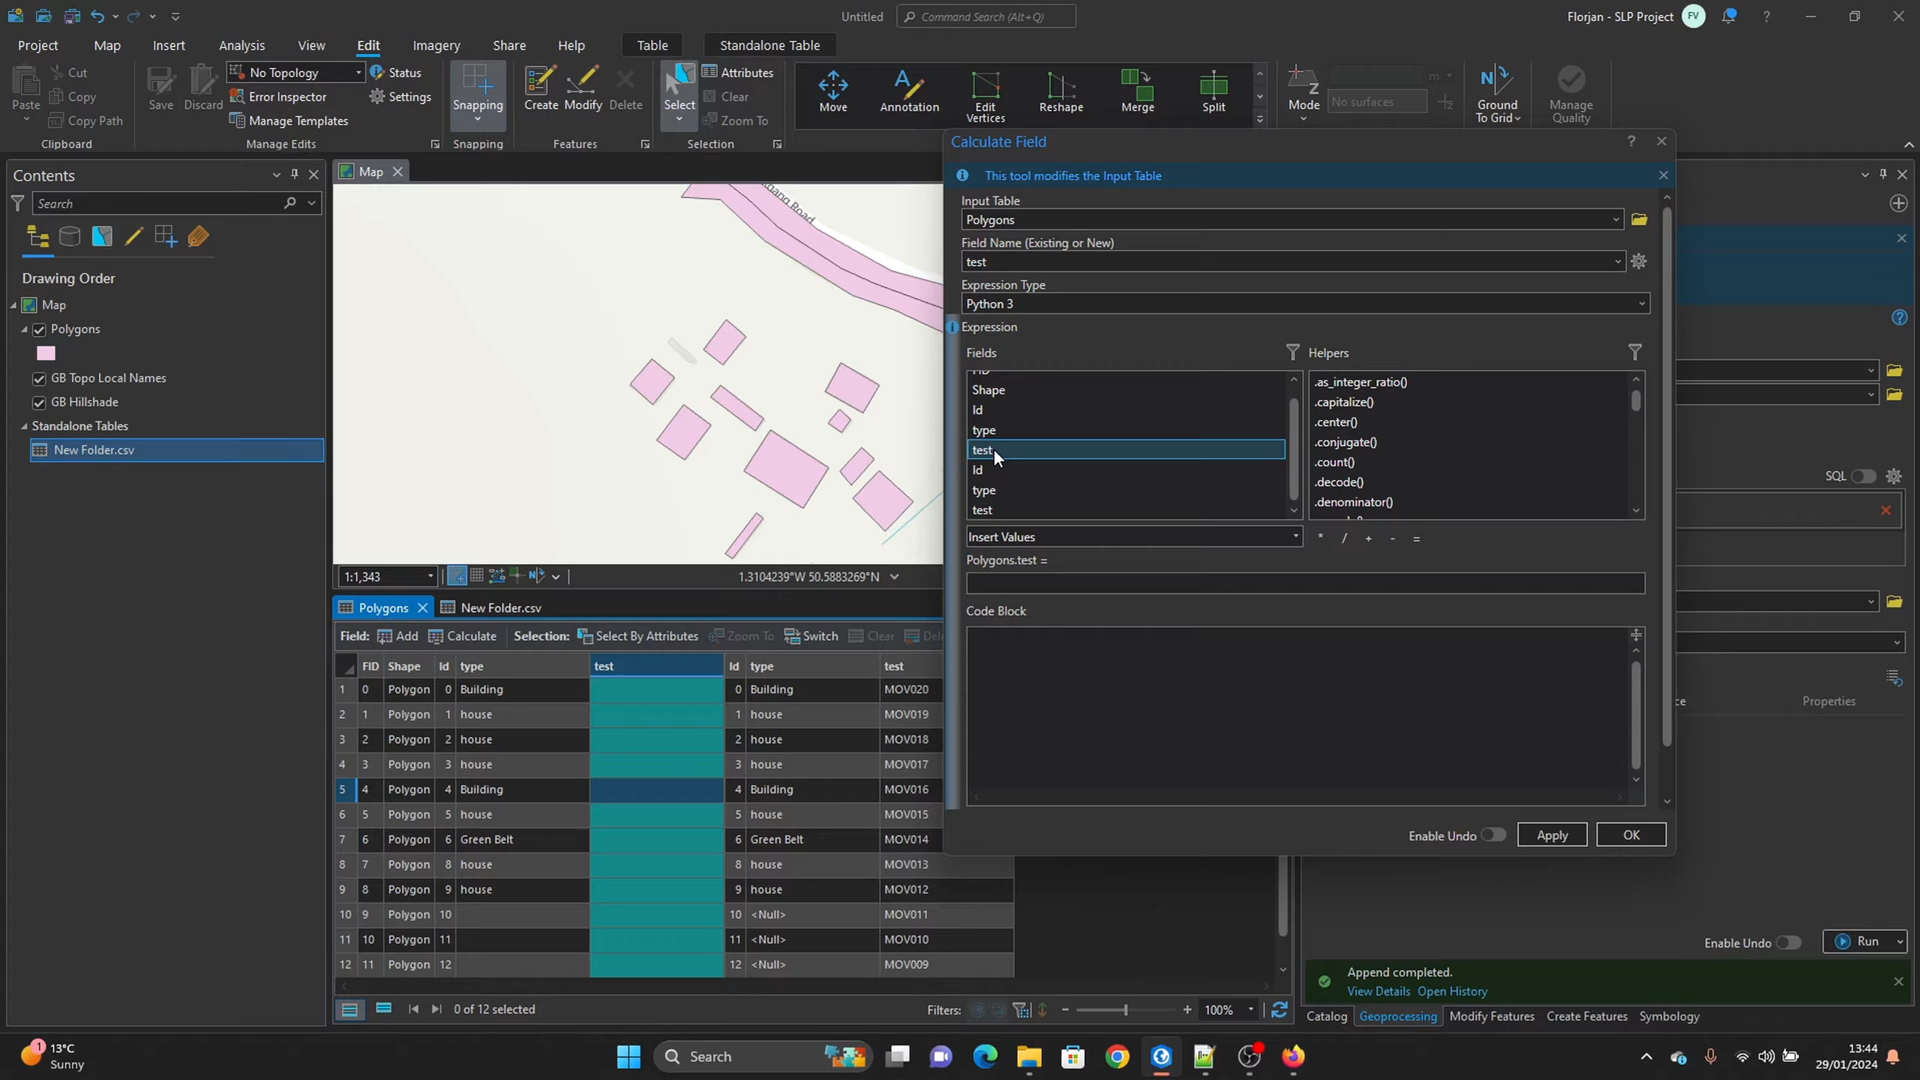 Untitled
Command Search (Alt+Q)
Florjan - SLP Project
FV
Project
Map
Insert
Analysis
View
Edit
Imagery
Share
Help
Table
Standalone Table
Paste
Cut
Copy
Copy Path
Clipboard
Save
Discard
No Topology
Error Inspector
Manage Templates
Status
Settings
Manage Edits
Snapping
Snapping
Create
Modify
Delete
Features
Select
Attributes
Clear
Zoom To
Selection
Move
Annotation
Edit
Vertices
Reshape
Merge
Split
Mode
No surfaces
Ground
To Grid
Manage
Quality
Contents
Search
Drawing Order
Map
Polygons
GB Topo Local Names
GB Hillshade
Standalone Tables
New Folder.csv
Map
Road
1:1,343
1.3104239°W 50.5883269°N
Calculate Field
This tool modifies the Input Table
Input Table
Polygons
Field Name (Existing or New)
test
Expression Type
Python 3
Expression
Fields
Helpers
Shape
Id
type
test
Id
type
test
.as_integer_ratio()
.capitalize()
.center()
.conjugate()
.count()
.decode()
.denominator()
Insert Values
* / + - =
Polygons.test =
Code Block
Enable Undo
Apply
OK
SQL
Properties
Polygons
New Folder.csv
Field:
Add
Calculate
Selection:
Select By Attributes
Zoom To
Switch
Clear
FID Shape Id type test Id type test
1 0 Polygon 0 Building 0 Building MOV020
2 1 Polygon 1 house 1 house MOV019
3 2 Polygon 2 house 2 house MOV018
4 3 Polygon 3 house 3 house MOV017
5 4 Polygon 4 Building 4 Building MOV016
6 5 Polygon 5 house 5 house MOV015
7 6 Polygon 6 Green Belt 6 Green Belt MOV014
8 7 Polygon 8 house 8 house MOV013
9 8 Polygon 9 house 9 house MOV012
10 9 Polygon 10 10 <Null> MOV011
11 10 Polygon 11 11 <Null> MOV010
12 11 Polygon 12 12 <Null> MOV009
0 of 12 selected
Filters:
100%
Enable Undo
Run
Append completed.
View Details Open History
Catalog
Geoprocessing
Modify Features
Create Features
Symbology
1
13°C
Sunny
Search
13:44
29/01/2024